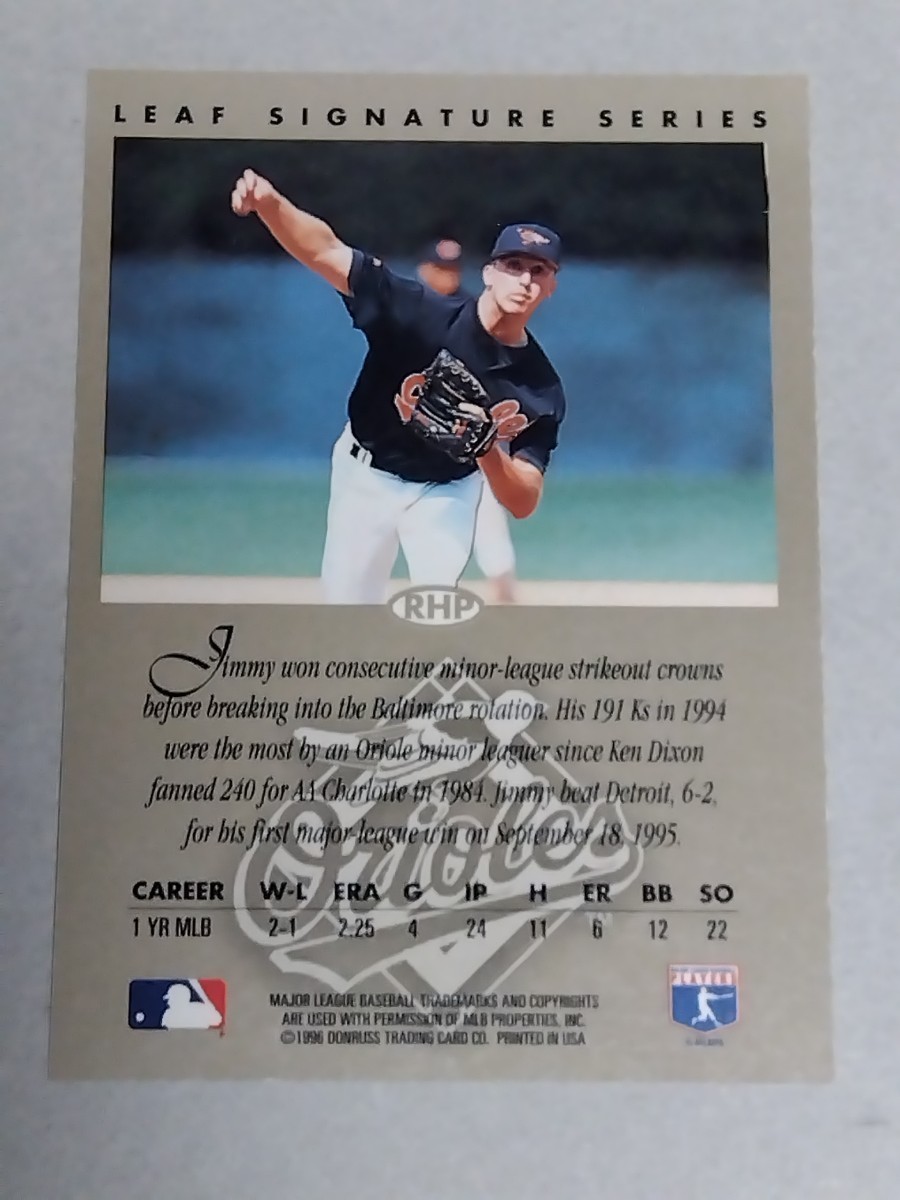 LEAF SIGNATURE SERIES
RHP
Jimmy won consecutive minor-league strikeout crowns
before breaking into the Baltimore rotation. His 191 Ks in 1994
were the most by an Oriole minor leaguer since Ken Dixon
fanned 240 for AA Charlotte in 1984. Jimmy beat Detroit, 6-2,
for his first major-league win on September 18, 1995.
Orioles
CAREER W-L ERA G IP H ER BB SO
1 YR MLB 2-1 2.25 4 24 11 6 12 22
MAJOR LEAGUE BASEBALL TRADEMARKS AND COPYRIGHTS
ARE USED WITH PERMISSION OF MLB PROPERTIES, INC.
©1996 DONRUSS TRADING CARD CO. PRINTED IN USA
PLAYERS